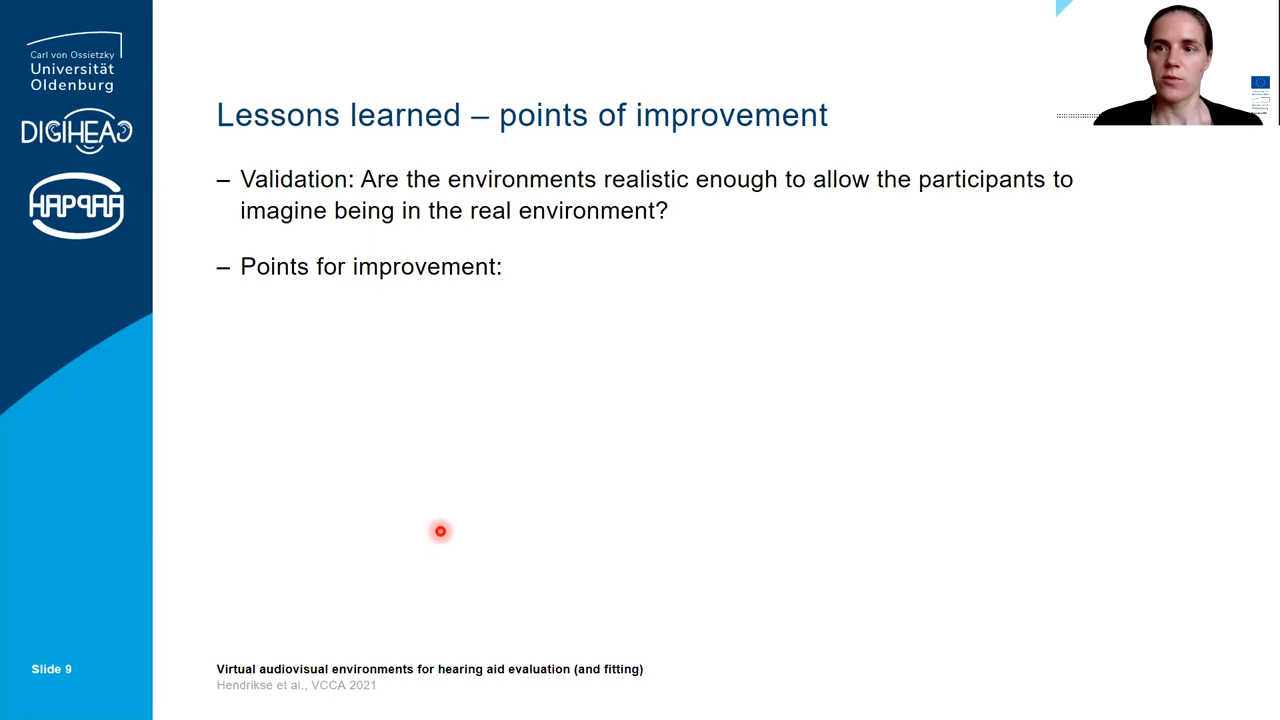 Carl von Ossietzky
Universität
Oldenburg
DIGIHEAD
Lessons learned – points of improvement
– Validation: Are the environments realistic enough to allow the participants to
imagine being in the real environment?
– Points for improvement:
Slide 9
Virtual audiovisual environments for hearing aid evaluation (and fitting)
Hendrikse et al., VCCA 2021